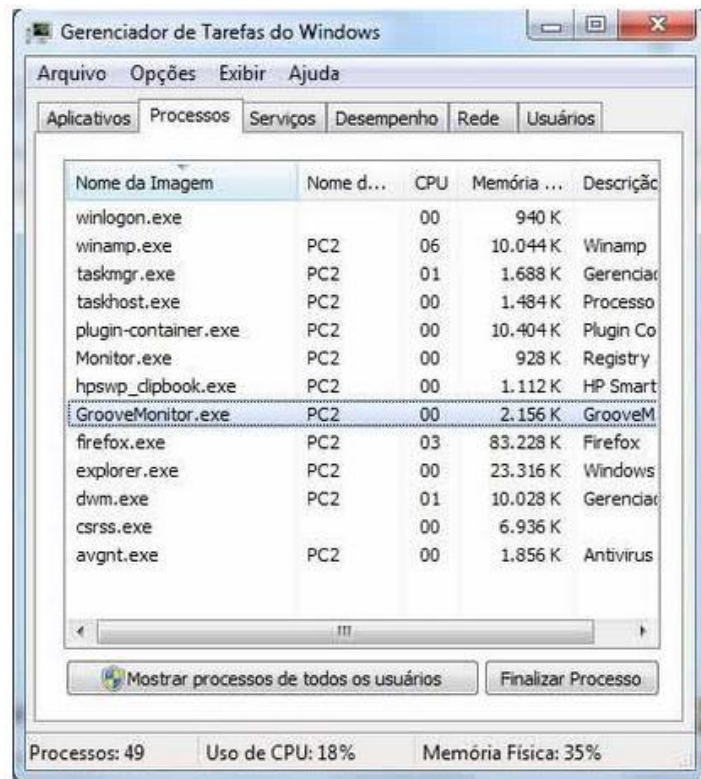 Gerenciador de Tarefas do Windows
Arquivo Opções Exibir Ajuda
Aplicativos Processos Serviços Desempenho Rede Usuários
Nome da Imagem Nome d... CPU Memória ... Descrição
winlogon.exe 00 940 K
winamp.exe PC2 06 10.044 K Winamp
taskmgr.exe PC2 01 1.688 K Gerenciad
taskhost.exe PC2 00 1.484 K Processo
plugin-container.exe PC2 00 10.404 K Plugin Co
Monitor.exe PC2 00 928 K Registry
hpswp_clipbook.exe PC2 00 1.112 K HP Smart
GrooveMonitor.exe PC2 00 2.156 K GrooveM
firefox.exe PC2 03 83.228 K Firefox
explorer.exe PC2 00 23.316 K Windows
dwm.exe PC2 01 10.028 K Gerenciad
csrss.exe 00 6.936 K
avgnt.exe PC2 00 1.856 K Antivirus
Mostrar processos de todos os usuários Finalizar Processo
Processos: 49 Uso de CPU: 18% Memória Física: 35%